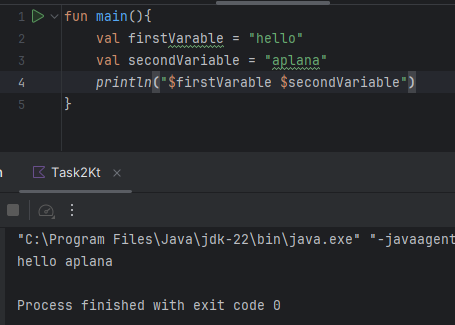 1 fun main(){
2 val firstVarable = "hello"
3 val secondVariable = "aplana"
4 println("$firstVarable $secondVariable")
5 }
Task2Kt
"C:\Program Files\Java\jdk-22\bin\java.exe" "-javaagent
hello aplana
Process finished with exit code 0